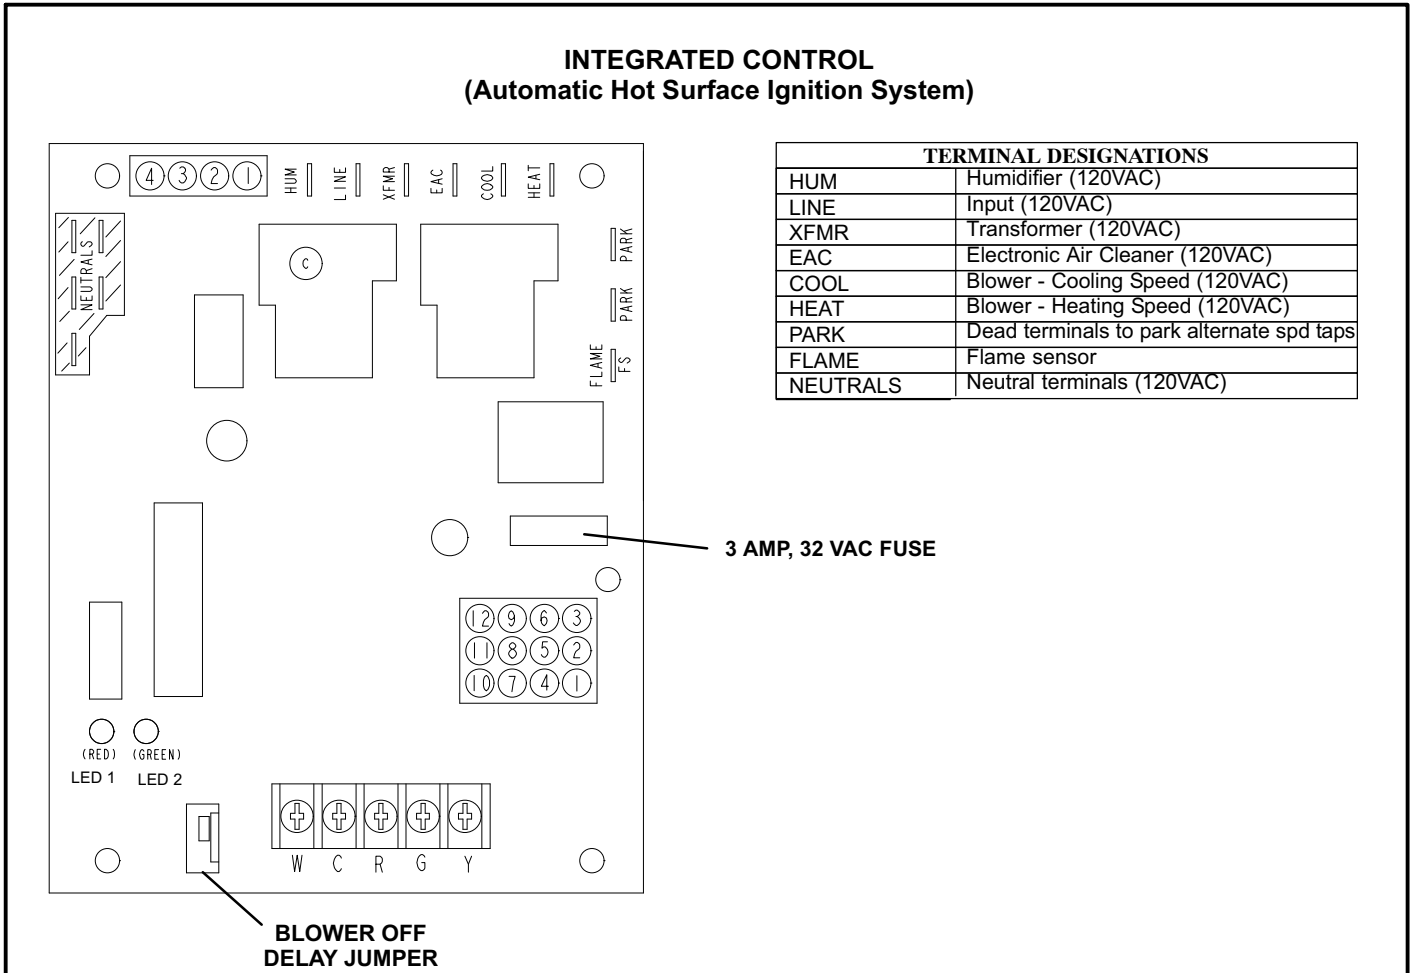 INTEGRATED CONTROL
(Automatic Hot Surface Ignition System)
4 3 2 1
HUM
LINE
XFMR
EAC
COOL
HEAT
NEUTRALS
C
PARK
PARK
FLAME
FS
TERMINAL DESIGNATIONS
HUM Humidifier (120VAC)
LINE Input (120VAC)
XFMR Transformer (120VAC)
EAC Electronic Air Cleaner (120VAC)
COOL Blower - Cooling Speed (120VAC)
HEAT Blower - Heating Speed (120VAC)
PARK Dead terminals to park alternate spd taps
FLAME Flame sensor
NEUTRALS Neutral terminals (120VAC)
3 AMP, 32 VAC FUSE
12 9 6 3
11 8 5 2
10 7 4 1
(RED) (GREEN)
LED 1 LED 2
W C R G Y
BLOWER OFF
DELAY JUMPER